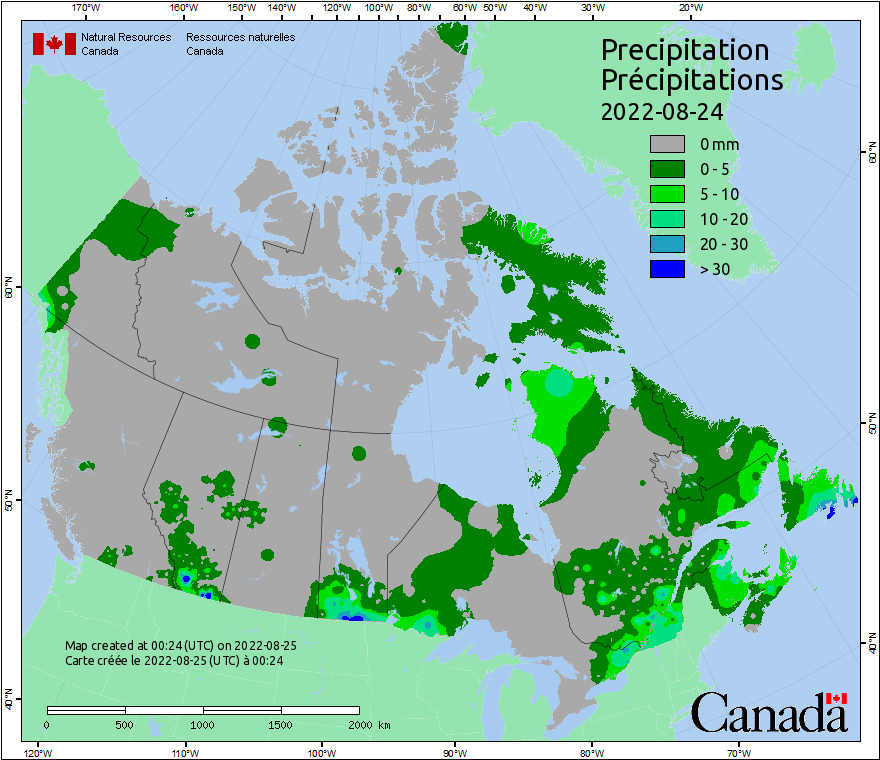 170°W 160°W 150°W 140°W 120°W 100°W 80°W 60°W 50°W 40°W 30°W 20°W
Natural Resources Ressources naturelles
Canada Canada
Precipitation
Précipitations
2022-08-24
0 mm
0 - 5
5 - 10
10 - 20
20 - 30
> 30
60°N
60°N
50°N
50°N
40°N
40°N
Map created at 00:24 (UTC) on 2022-08-25
Carte créée le 2022-08-25 (UTC) à 00:24
0 500 1000 1500 2000 km
Canada
120°W 110°W 100°W 90°W 80°W 70°W